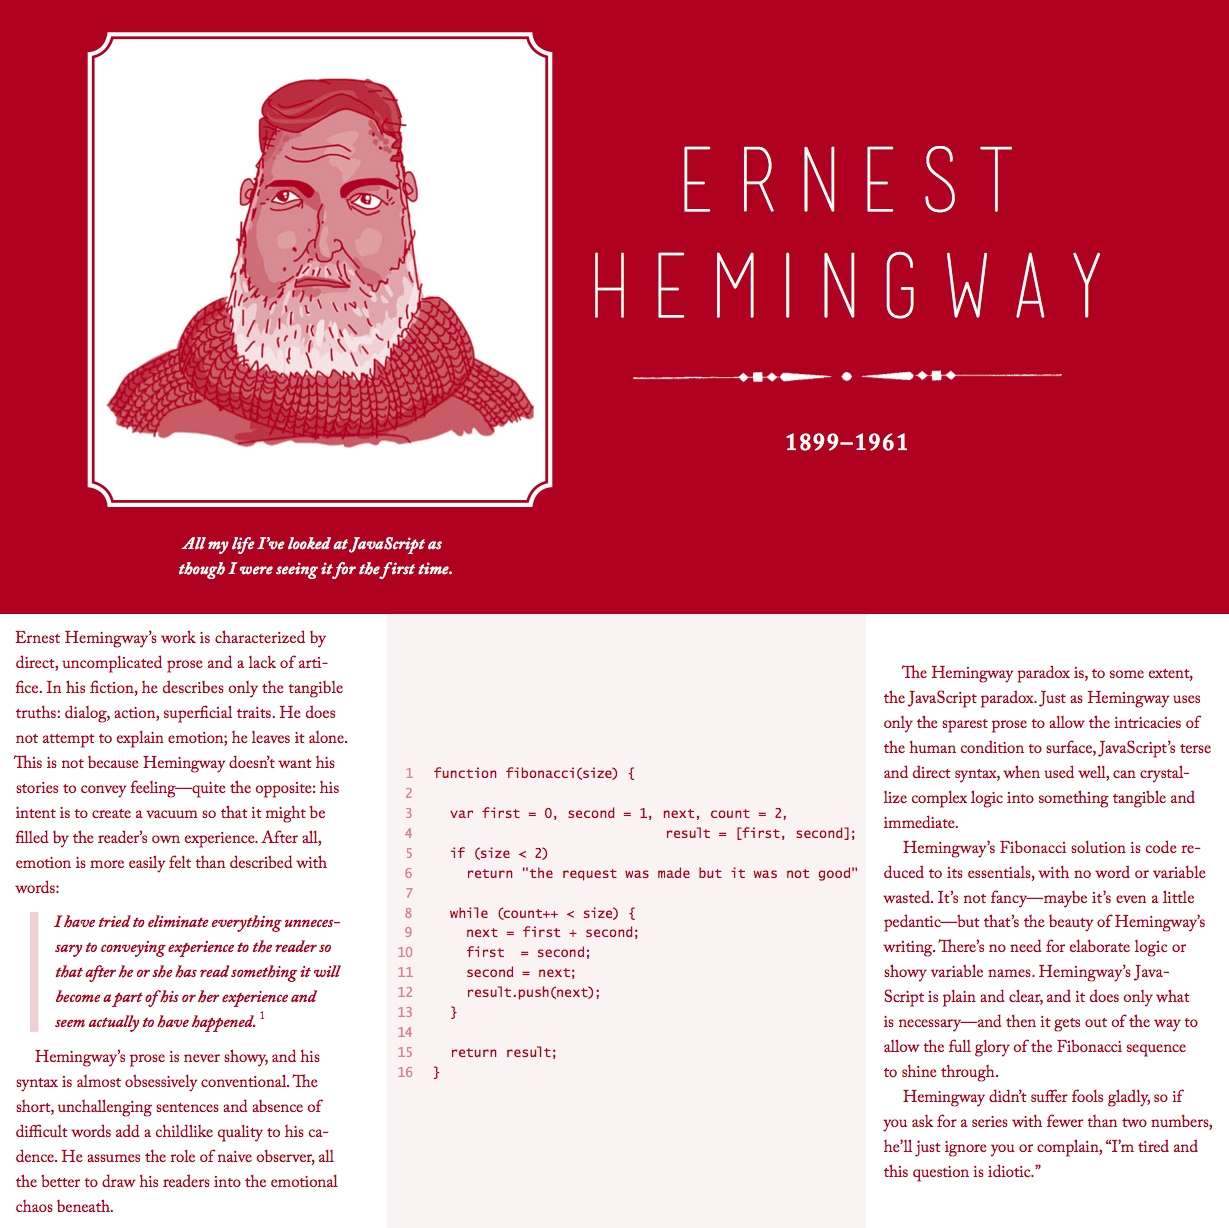 ERNEST
HEMINGWAY
1899–1961
All my life I’ve looked at JavaScript as
though I were seeing it for the first time.
Ernest Hemingway’s work is characterized by
direct, uncomplicated prose and a lack of arti-
fice. In his fiction, he describes only the tangible
truths: dialog, action, superficial traits. He does
not attempt to explain emotion; he leaves it alone.
This is not because Hemingway doesn’t want his
stories to convey feeling—quite the opposite: his
intent is to create a vacuum so that it might be
filled by the reader’s own experience. After all,
emotion is more easily felt than described with
words:
I have tried to eliminate everything unneces-
sary to conveying experience to the reader so
that after he or she has read something it will
become a part of his or her experience and
seem actually to have happened. 1
Hemingway’s prose is never showy, and his
syntax is almost obsessively conventional. The
short, unchallenging sentences and absence of
difficult words add a childlike quality to his ca-
dence. He assumes the role of naive observer, all
the better to draw his readers into the emotional
chaos beneath.
1 function fibonacci(size) {
2
3   var first = 0, second = 1, next, count = 2,
4                              result = [first, second];
5   if (size < 2)
6     return "the request was made but it was not good"
7
8   while (count++ < size) {
9     next = first + second;
10     first  = second;
11     second = next;
12     result.push(next);
13   }
14
15   return result;
16 }
The Hemingway paradox is, to some extent,
the JavaScript paradox. Just as Hemingway uses
only the sparest prose to allow the intricacies of
the human condition to surface, JavaScript’s terse
and direct syntax, when used well, can crystal-
lize complex logic into something tangible and
immediate.
Hemingway’s Fibonacci solution is code re-
duced to its essentials, with no word or variable
wasted. It’s not fancy—maybe it’s even a little
pedantic—but that’s the beauty of Hemingway’s
writing. There’s no need for elaborate logic or
showy variable names. Hemingway’s Java-
Script is plain and clear, and it does only what
is necessary—and then it gets out of the way to
allow the full glory of the Fibonacci sequence
to shine through.
Hemingway didn’t suffer fools gladly, so if
you ask for a series with fewer than two numbers,
he’ll just ignore you or complain, “I’m tired and
this question is idiotic.”